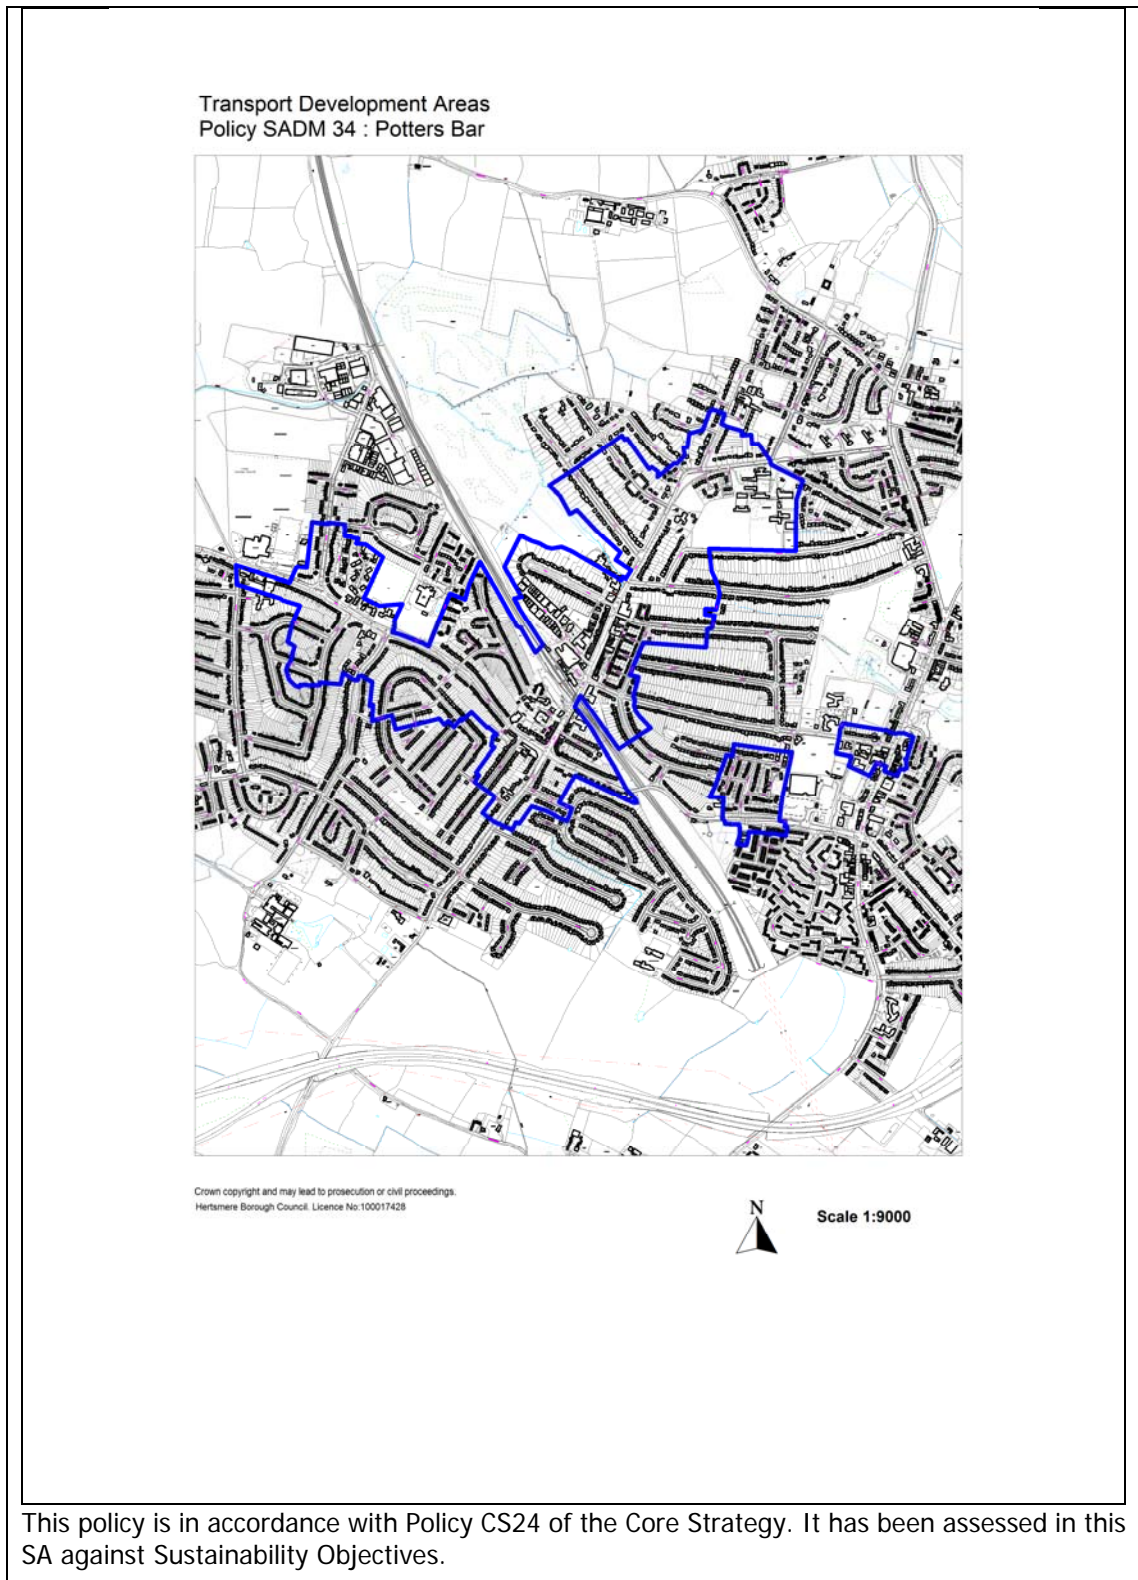 Transport Development Areas
Policy SADM 34 : Potters Bar
Crown copyright and may lead to prosecution or civil proceedings.
Hertsmere Borough Council. Licence No:100017428
N
Scale 1:9000
This policy is in accordance with Policy CS24 of the Core Strategy. It has been assessed in this
SA against Sustainability Objectives.